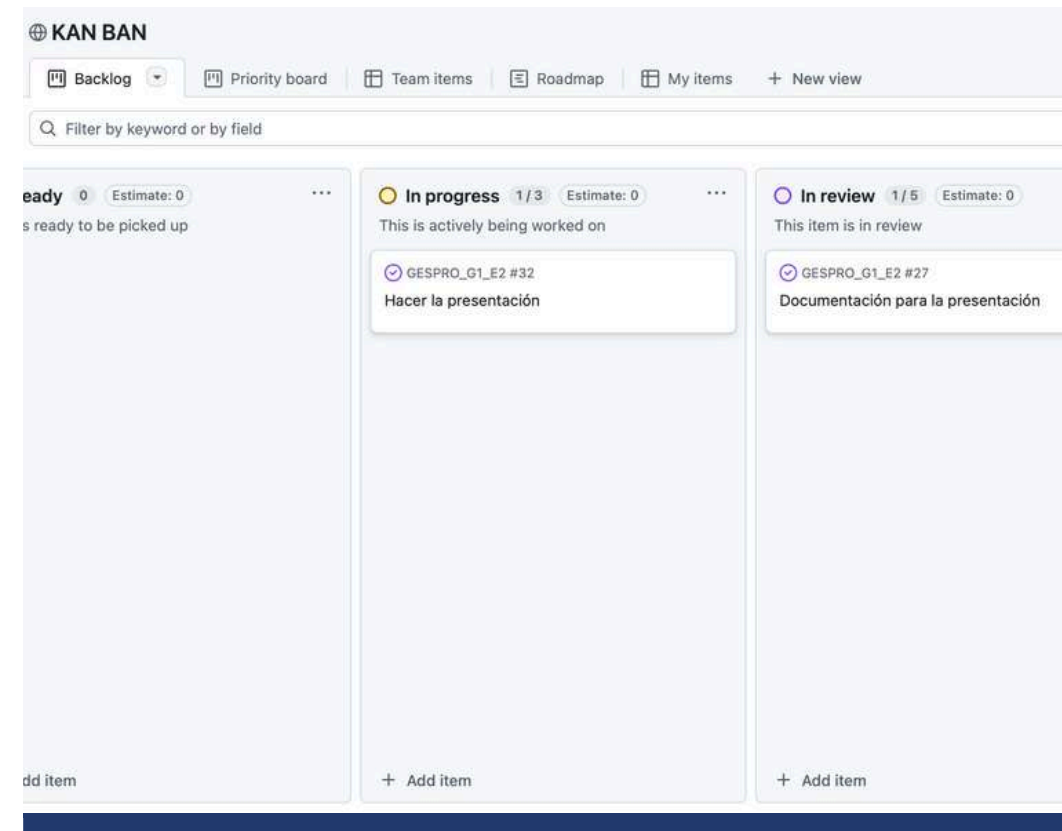 KAN BAN
Backlog Priority board Team items Roadmap My items + New view
Filter by keyword or by field
eady 0 Estimate: 0 ...
s ready to be picked up
In progress 1/3 Estimate: 0 ...
This is actively being worked on
GESPRO_G1_E2 #32
Hacer la presentación
In review 1/5 Estimate: 0
This item is in review
GESPRO_G1_E2 #27
Documentación para la presentación
dd item
+ Add item
+ Add item